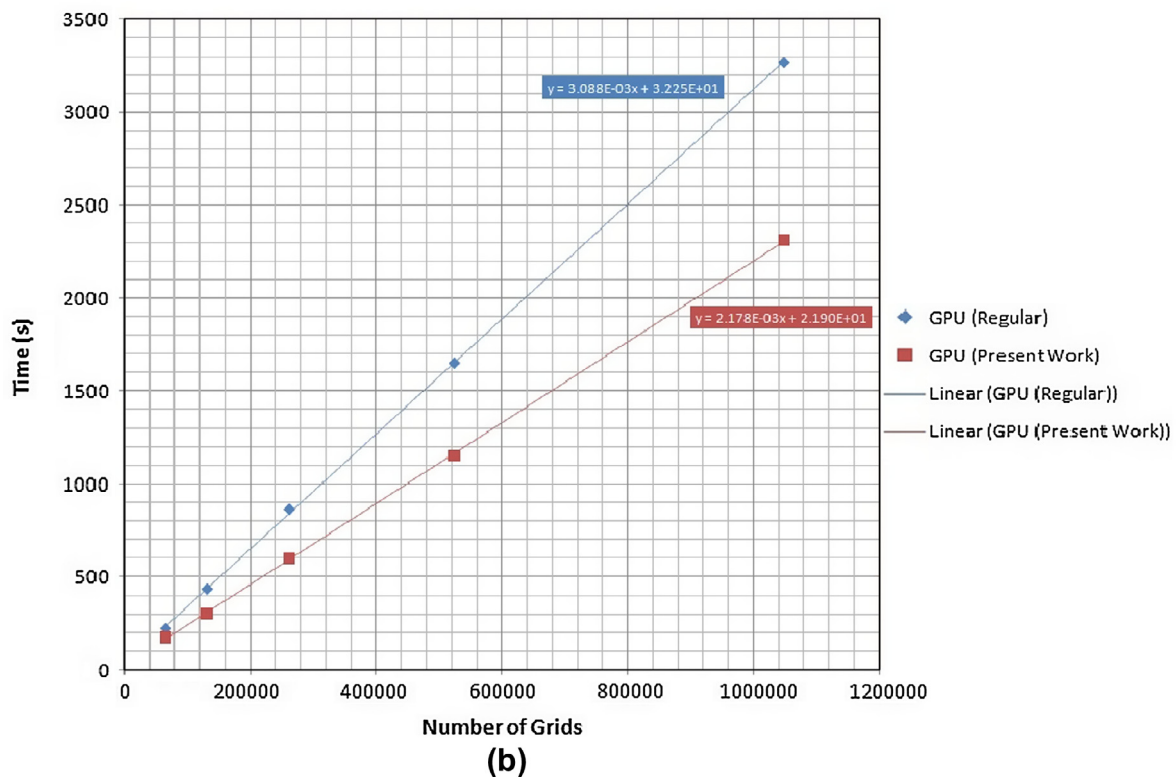 3500
3000
2500
2000
1500
1000
500
0
Time (s)
y = 3.088E-03x + 3.225E+01
y = 2.178E-03x + 2.190E+01
0 200000 400000 600000 800000 1000000 1200000
Number of Grids
GPU (Regular)
GPU (Present Work)
Linear (GPU (Regular))
Linear (GPU (Present Work))
(b)